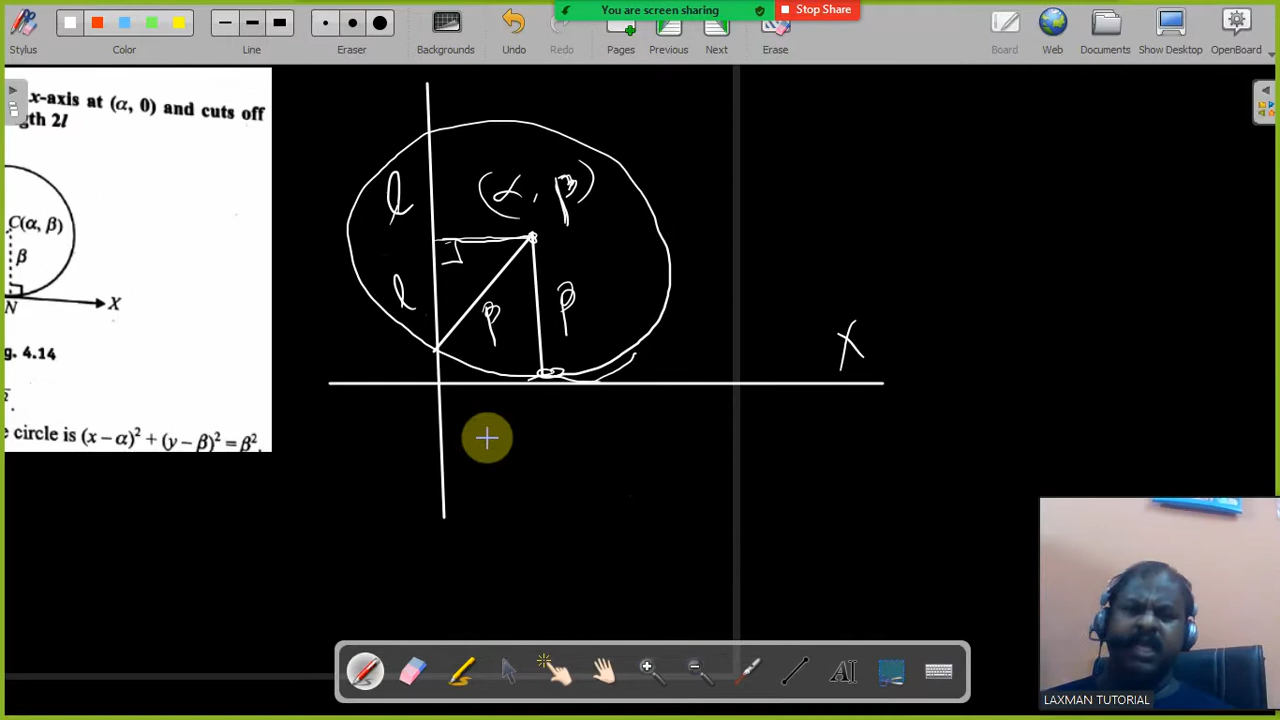 You are screen sharing
Stop Share
Stylus
Color
Line
Eraser
Backgrounds
Undo
Redo
Pages
Previous
Next
Erase
Board
Web
Documents
Show Desktop
OpenBoard
x-axis at (α, 0) and cuts off
gth 2l
C(α, β)
β
N
X
g. 4.14
e circle is (x – α)² + (y – β)² = β².
l
(α, β)
l
β
β
X
AI
LAXMAN TUTORIAL